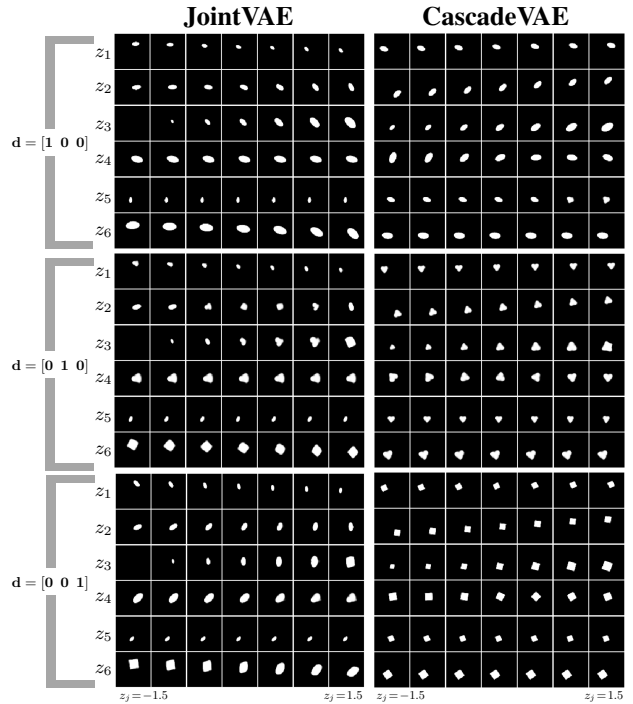 JointVAE CascadeVAE
z₁
z₂
z₃
d = [1 0 0]
z₄
z₅
z₆
z₁
z₂
z₃
d = [0 1 0]
z₄
z₅
z₆
z₁
z₂
z₃
d = [0 0 1]
z₄
z₅
z₆
zⱼ = −1.5 zⱼ = 1.5 zⱼ = −1.5 zⱼ = 1.5